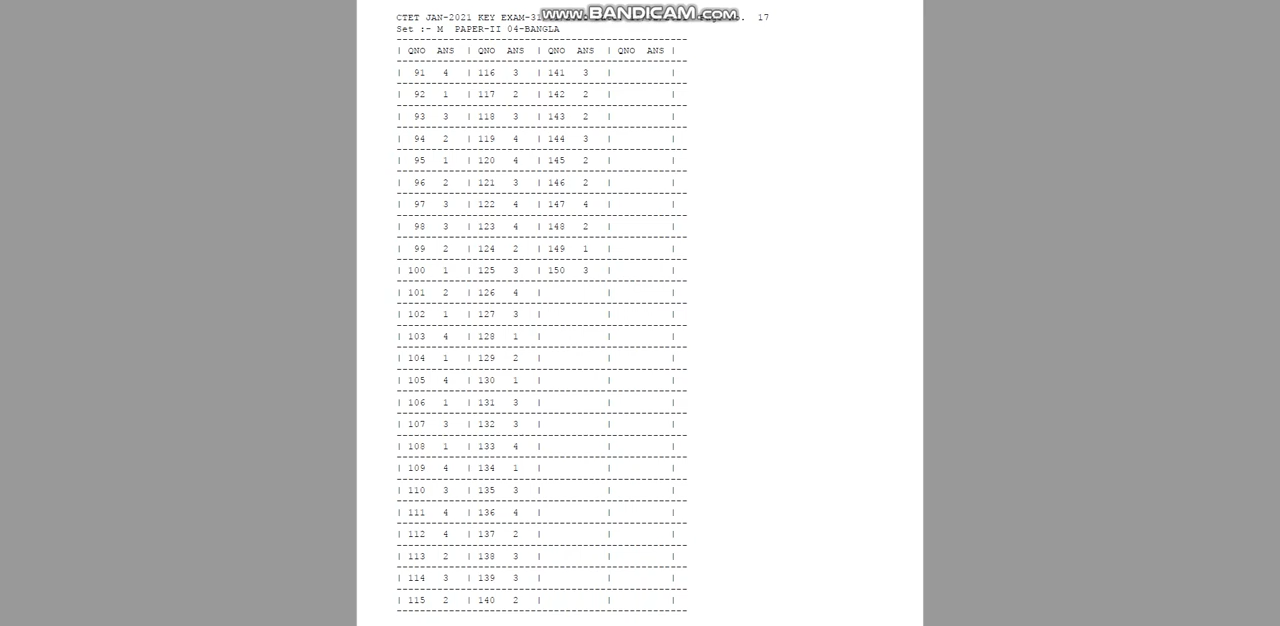 www.BANDICAM.com
CTET JAN-2021 KEY EXAM-31 17
Set :- M PAPER-II 04-BANGLA
| QNO ANS | QNO ANS | QNO ANS | QNO ANS |
| 91 4 | 116 3 | 141 3 | |
| 92 1 | 117 2 | 142 2 | |
| 93 3 | 118 3 | 143 2 | |
| 94 2 | 119 4 | 144 3 | |
| 95 1 | 120 4 | 145 2 | |
| 96 2 | 121 3 | 146 2 | |
| 97 3 | 122 4 | 147 4 | |
| 98 3 | 123 4 | 148 2 | |
| 99 2 | 124 2 | 149 1 | |
| 100 1 | 125 3 | 150 3 | |
| 101 2 | 126 4 | | |
| 102 1 | 127 3 | | |
| 103 4 | 128 1 | | |
| 104 1 | 129 2 | | |
| 105 4 | 130 1 | | |
| 106 1 | 131 3 | | |
| 107 3 | 132 3 | | |
| 108 1 | 133 4 | | |
| 109 4 | 134 1 | | |
| 110 3 | 135 3 | | |
| 111 4 | 136 4 | | |
| 112 4 | 137 2 | | |
| 113 2 | 138 3 | | |
| 114 3 | 139 3 | | |
| 115 2 | 140 2 | | |